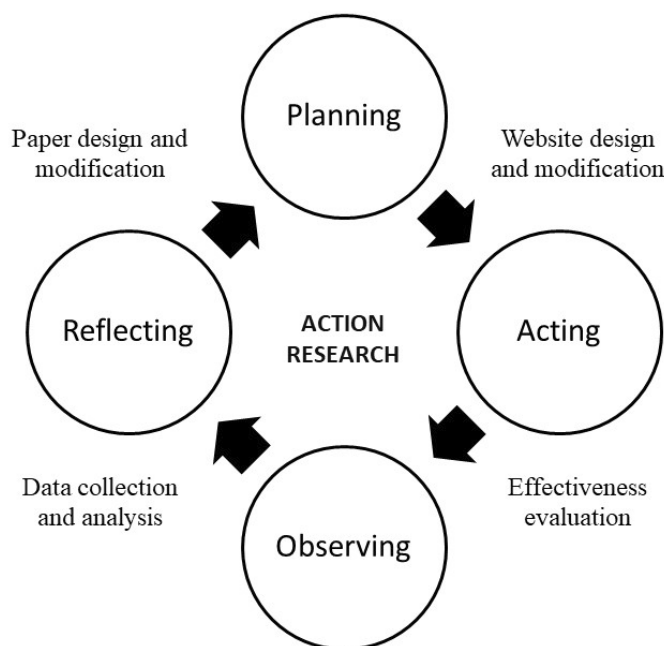 Planning
Paper design and
modification
Website design
and modification
Reflecting
ACTION
RESEARCH
Acting
Data collection
and analysis
Effectiveness
evaluation
Observing